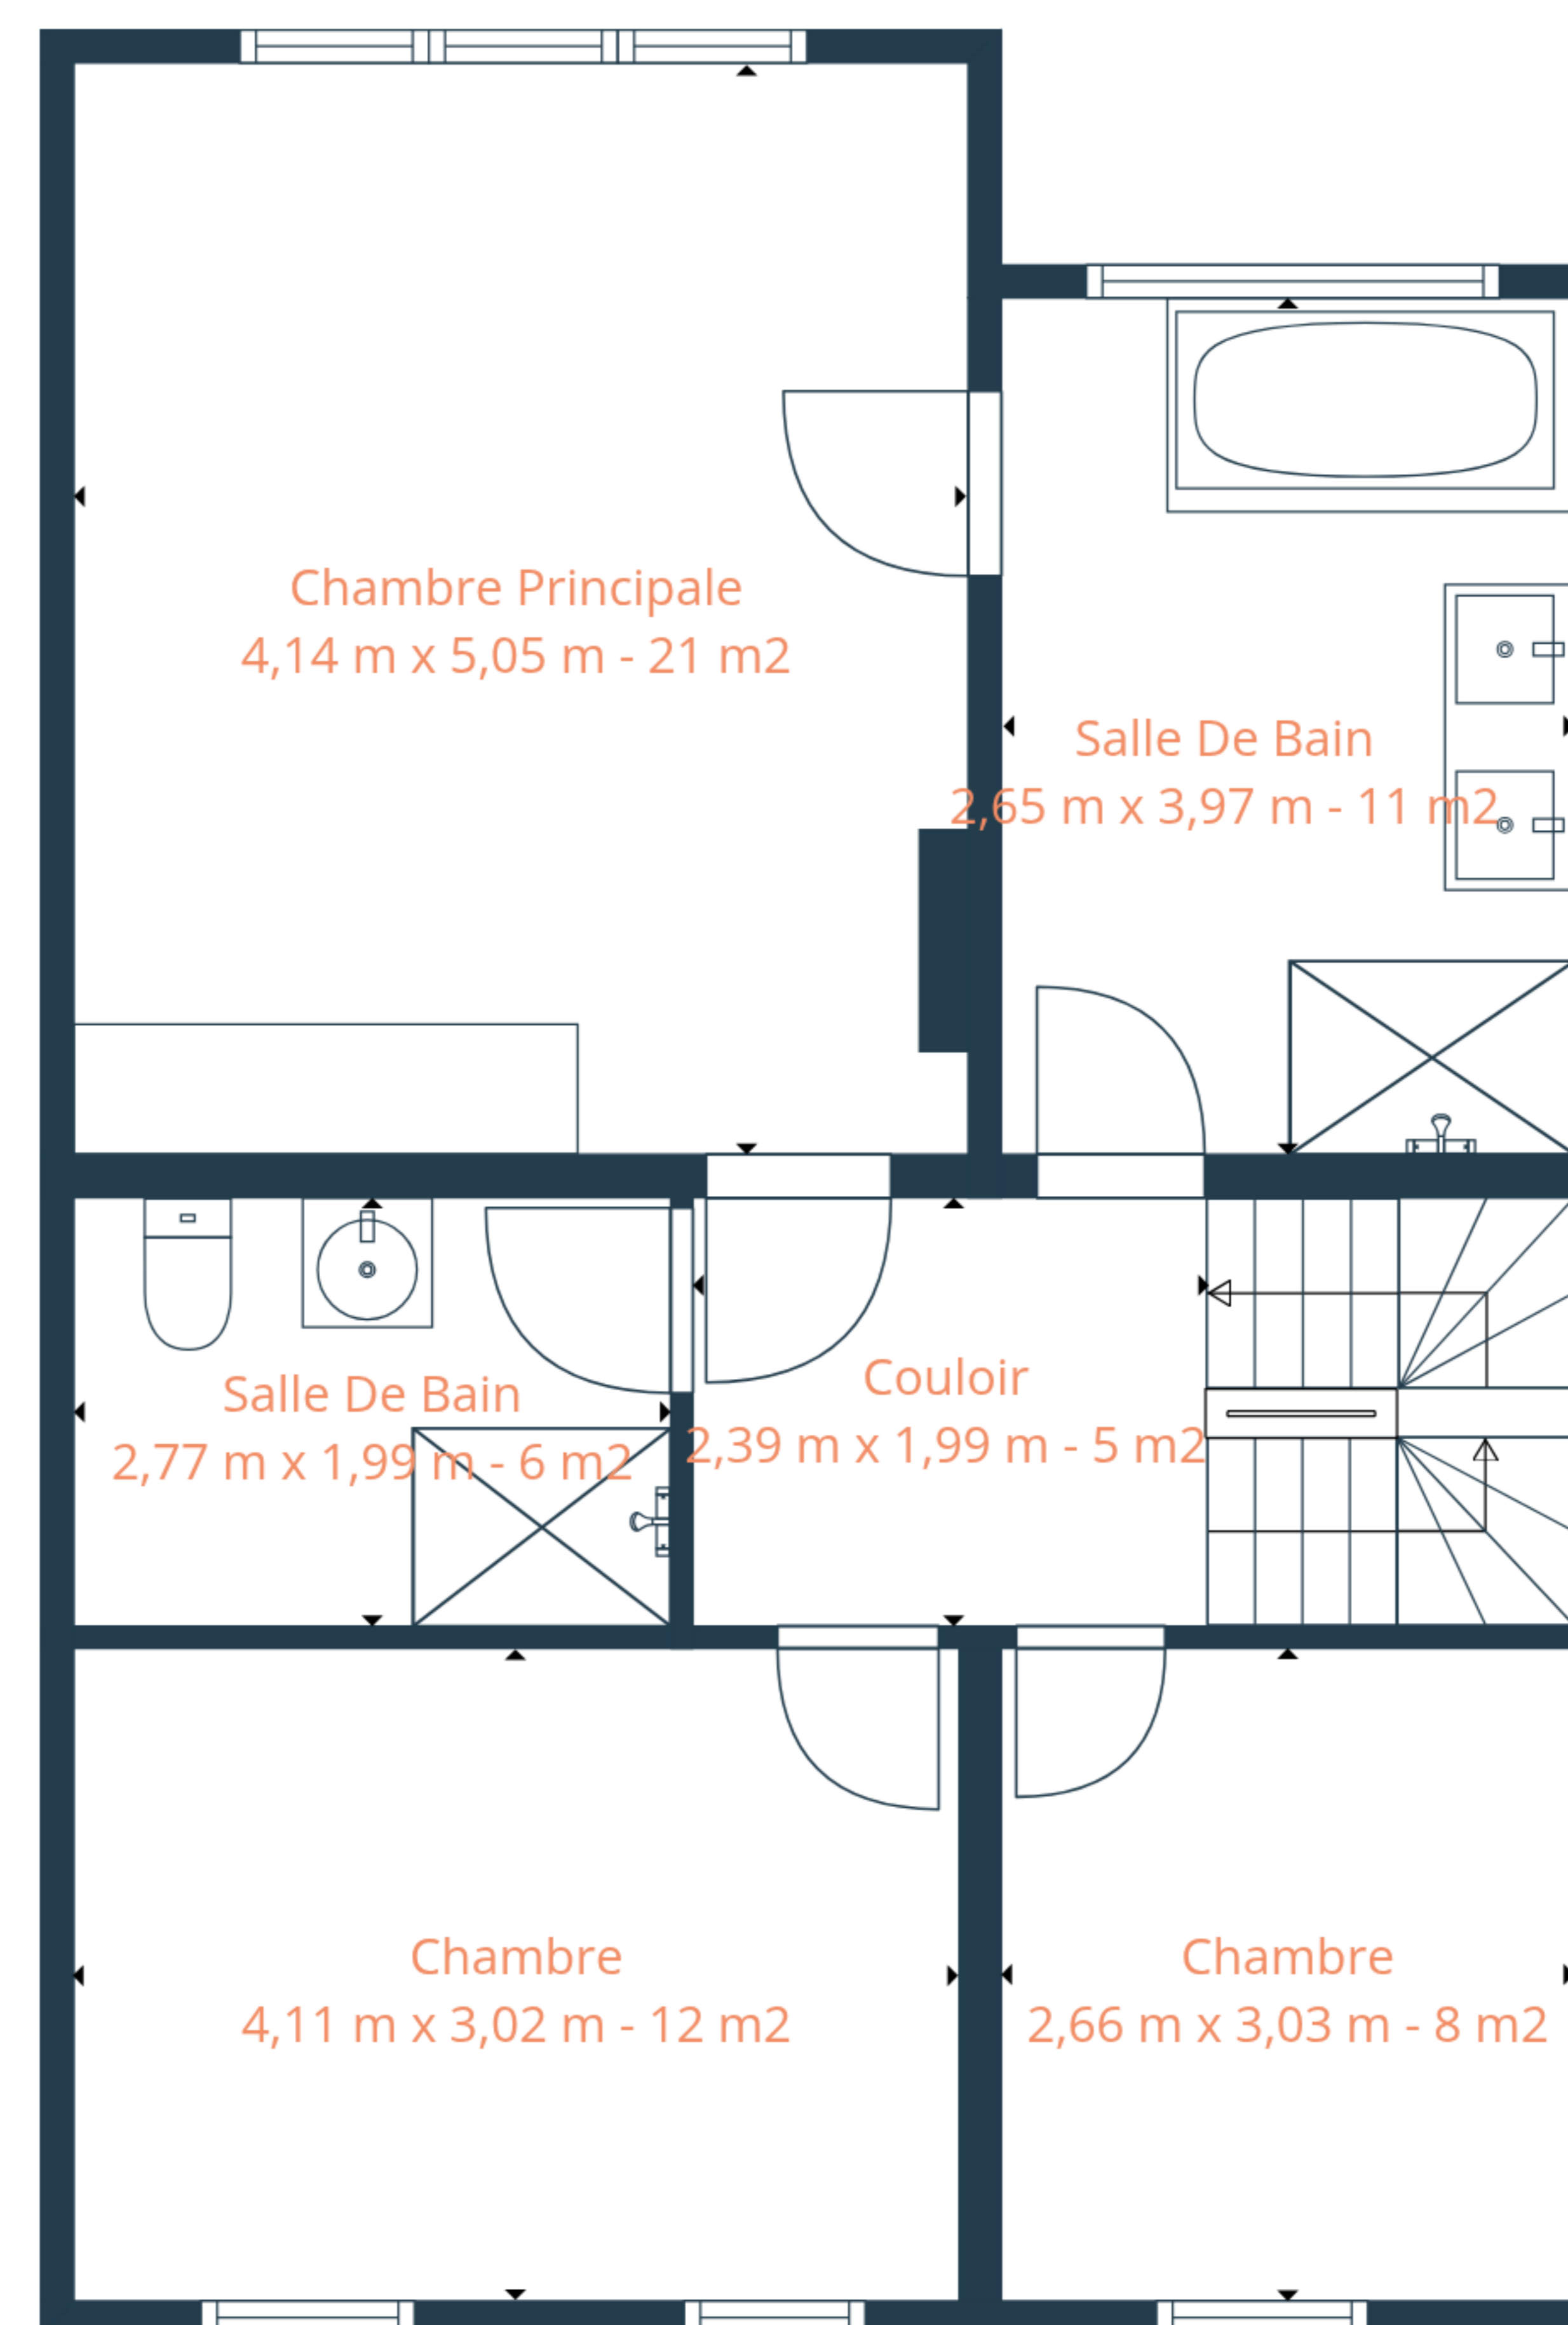 Chambre Principale
4,14 m x 5,05 m - 21 m2
Salle De Bain
2,65 m x 3,97 m - 11 m2
Salle De Bain
2,77 m x 1,99 m - 6 m2
Couloir
2,39 m x 1,99 m - 5 m2
Chambre
4,11 m x 3,02 m - 12 m2
Chambre
2,66 m x 3,03 m - 8 m2